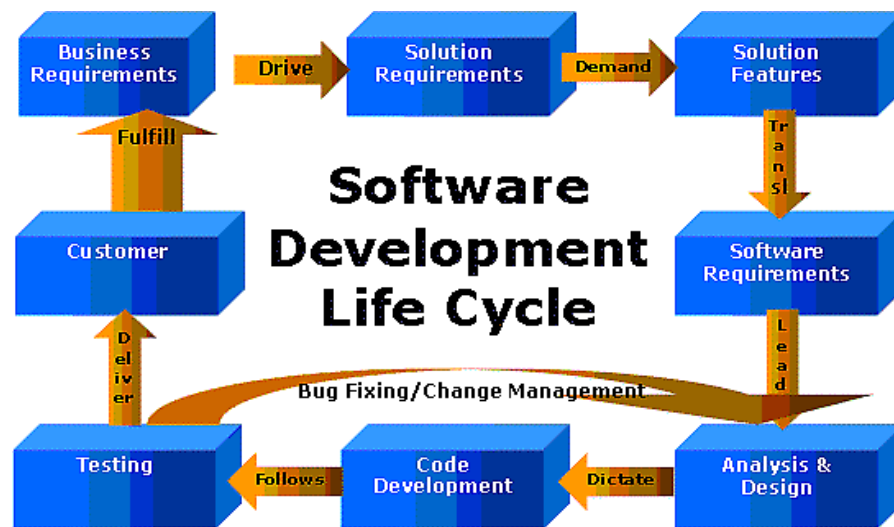 Business
Requirements
Drive
Solution
Requirements
Demand
Solution
Features
Fulfill
Transl
Software
Development
Life Cycle
Customer
Software
Requirements
Deliver
Lead
Bug Fixing/Change Management
Testing
Follows
Code
Development
Dictate
Analysis &
Design